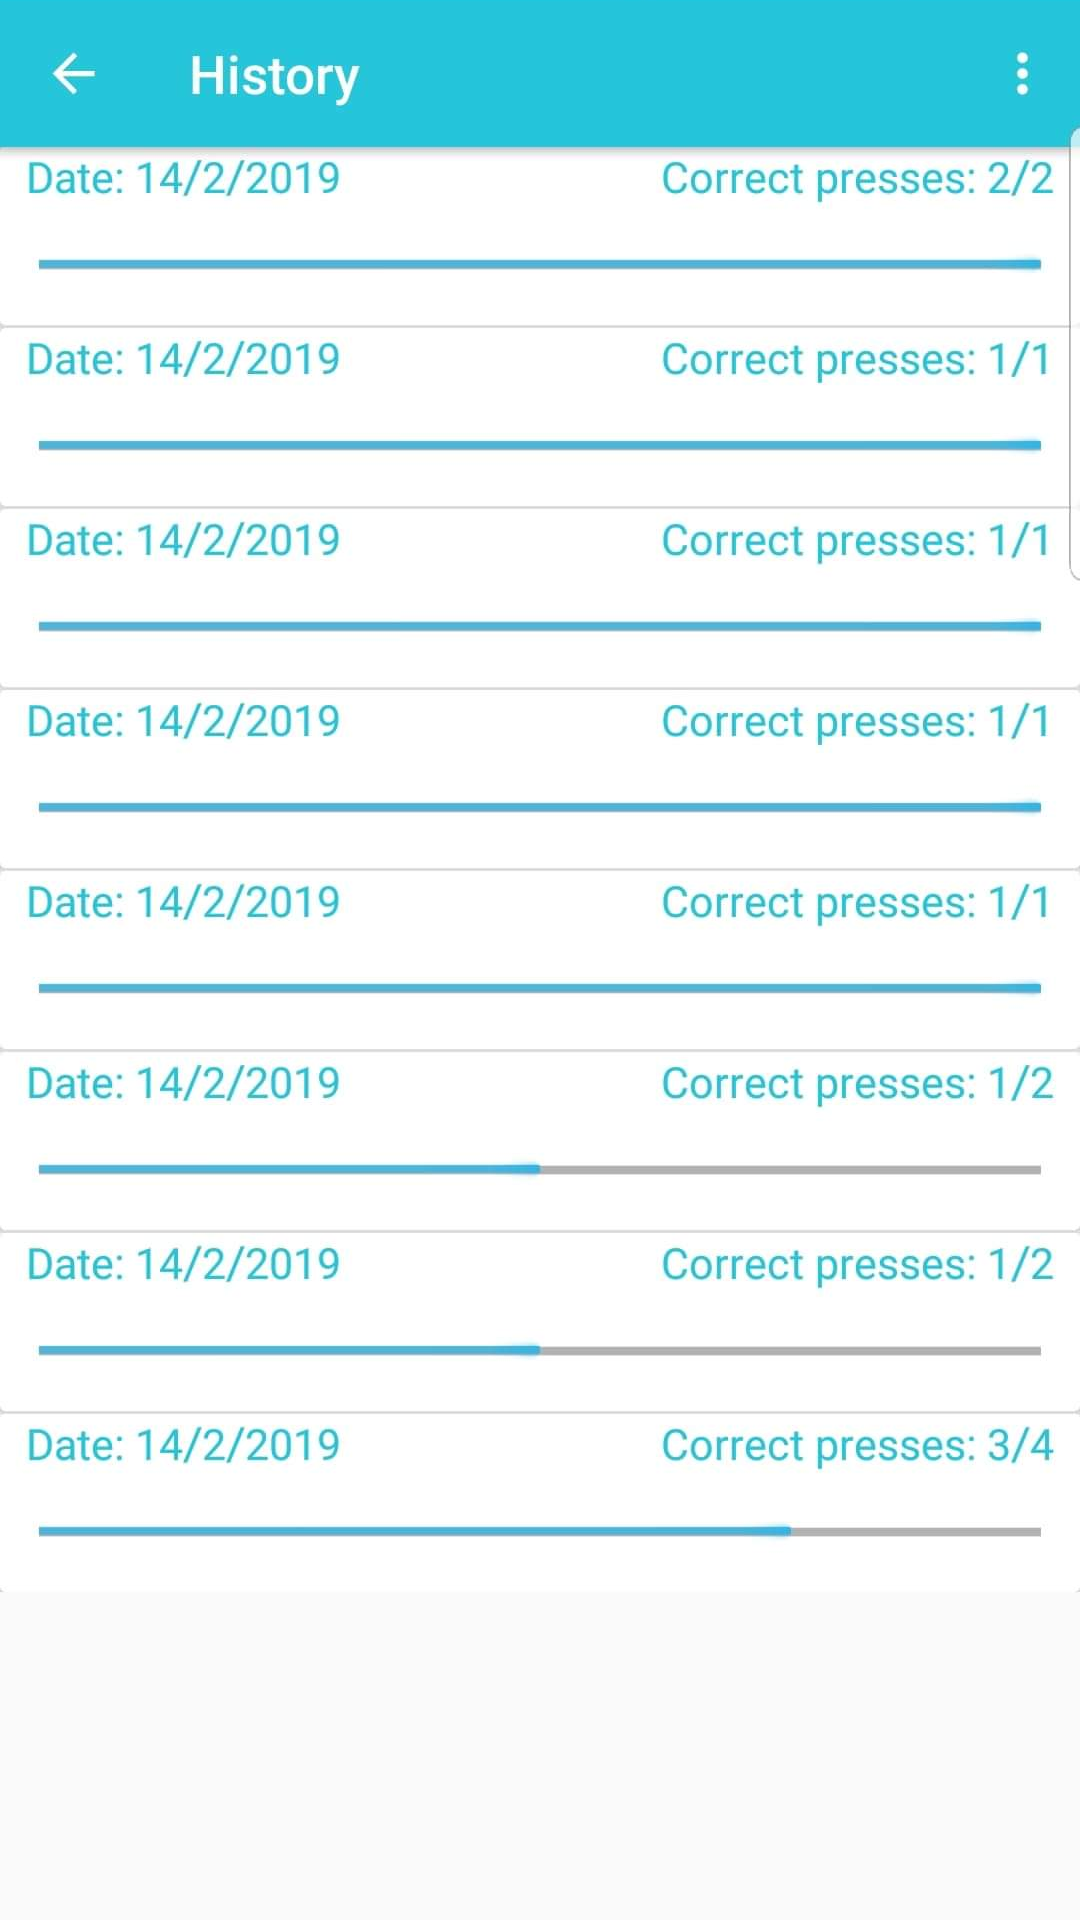 History
Date: 14/2/2019 Correct presses: 2/2
Date: 14/2/2019 Correct presses: 1/1
Date: 14/2/2019 Correct presses: 1/1
Date: 14/2/2019 Correct presses: 1/1
Date: 14/2/2019 Correct presses: 1/1
Date: 14/2/2019 Correct presses: 1/2
Date: 14/2/2019 Correct presses: 1/2
Date: 14/2/2019 Correct presses: 3/4